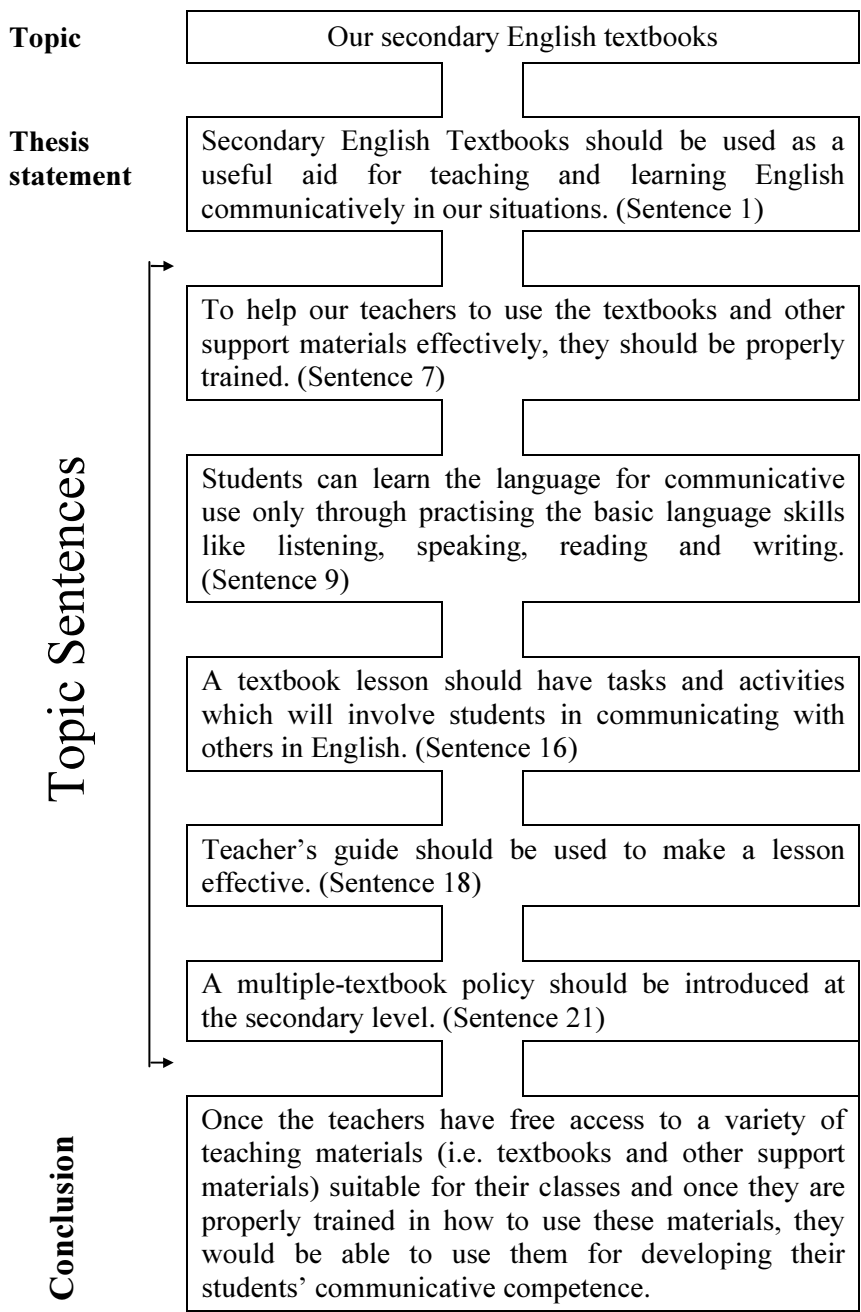 Topic
Our secondary English textbooks
Thesis
statement
Secondary English Textbooks should be used as a
useful aid for teaching and learning English
communicatively in our situations. (Sentence 1)
Topic Sentences
To help our teachers to use the textbooks and other
support materials effectively, they should be properly
trained. (Sentence 7)
Students can learn the language for communicative
use only through practising the basic language skills
like listening, speaking, reading and writing.
(Sentence 9)
A textbook lesson should have tasks and activities
which will involve students in communicating with
others in English. (Sentence 16)
Teacher’s guide should be used to make a lesson
effective. (Sentence 18)
A multiple-textbook policy should be introduced at
the secondary level. (Sentence 21)
Conclusion
Once the teachers have free access to a variety of
teaching materials (i.e. textbooks and other support
materials) suitable for their classes and once they are
properly trained in how to use these materials, they
would be able to use them for developing their
students’ communicative competence.